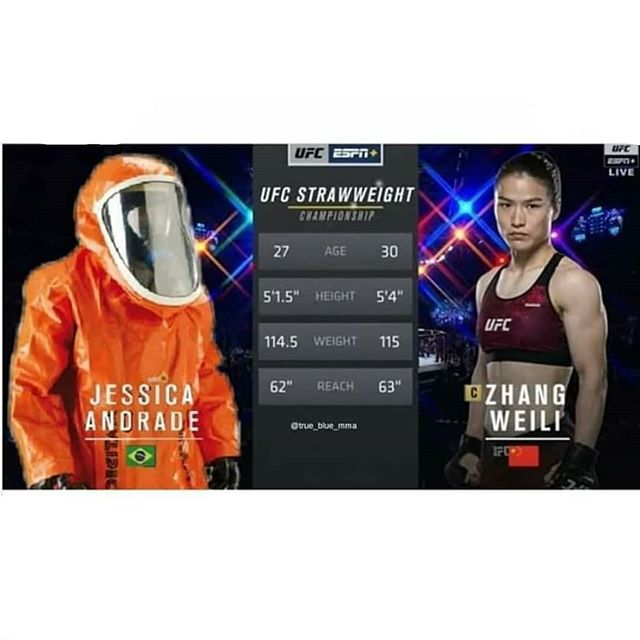 UFC ESPN+
UFC
ESPN+
LIVE
UFC STRAWWEIGHT
CHAMPIONSHIP
27 AGE 30
5'1.5" HEIGHT 5'4"
114.5 WEIGHT 115
62" REACH 63"
@true_blue_mma
JESSICA
ANDRADE
C ZHANG
WEILI
UFC
UFC